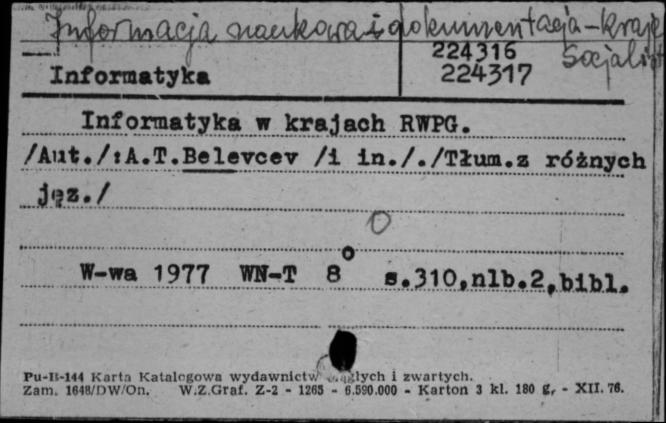 Informacja naukowa i dokumentacja - kraje
socjalist
224316
Informatyka 224317
Informatyka w krajach RWPG.
/Aut./:A.T.Belevcev /i in././Tłum.z różnych
jęz./
W-wa 1977 WN-T 8° s.310,nlb.2,bibl.
Pu-B-144 Karta Katalogowa wydawnictw ciągłych i zwartych.
Zam. 1648/DW/On. W.Z.Graf. Z-2 - 1265 - 6.590.000 - Karton 3 kl. 180 g, - XII. 76.